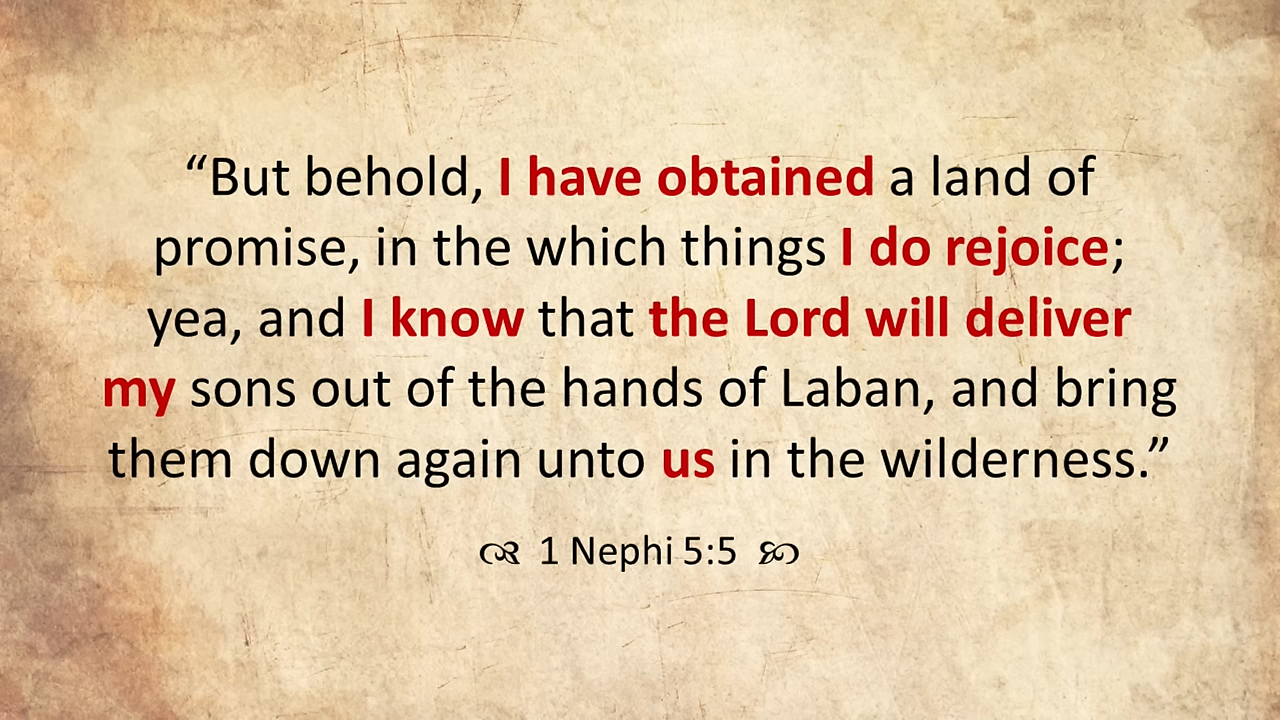 “But behold, I have obtained a land of
promise, in the which things I do rejoice;
yea, and I know that the Lord will deliver
my sons out of the hands of Laban, and bring
them down again unto us in the wilderness.”
1 Nephi 5:5